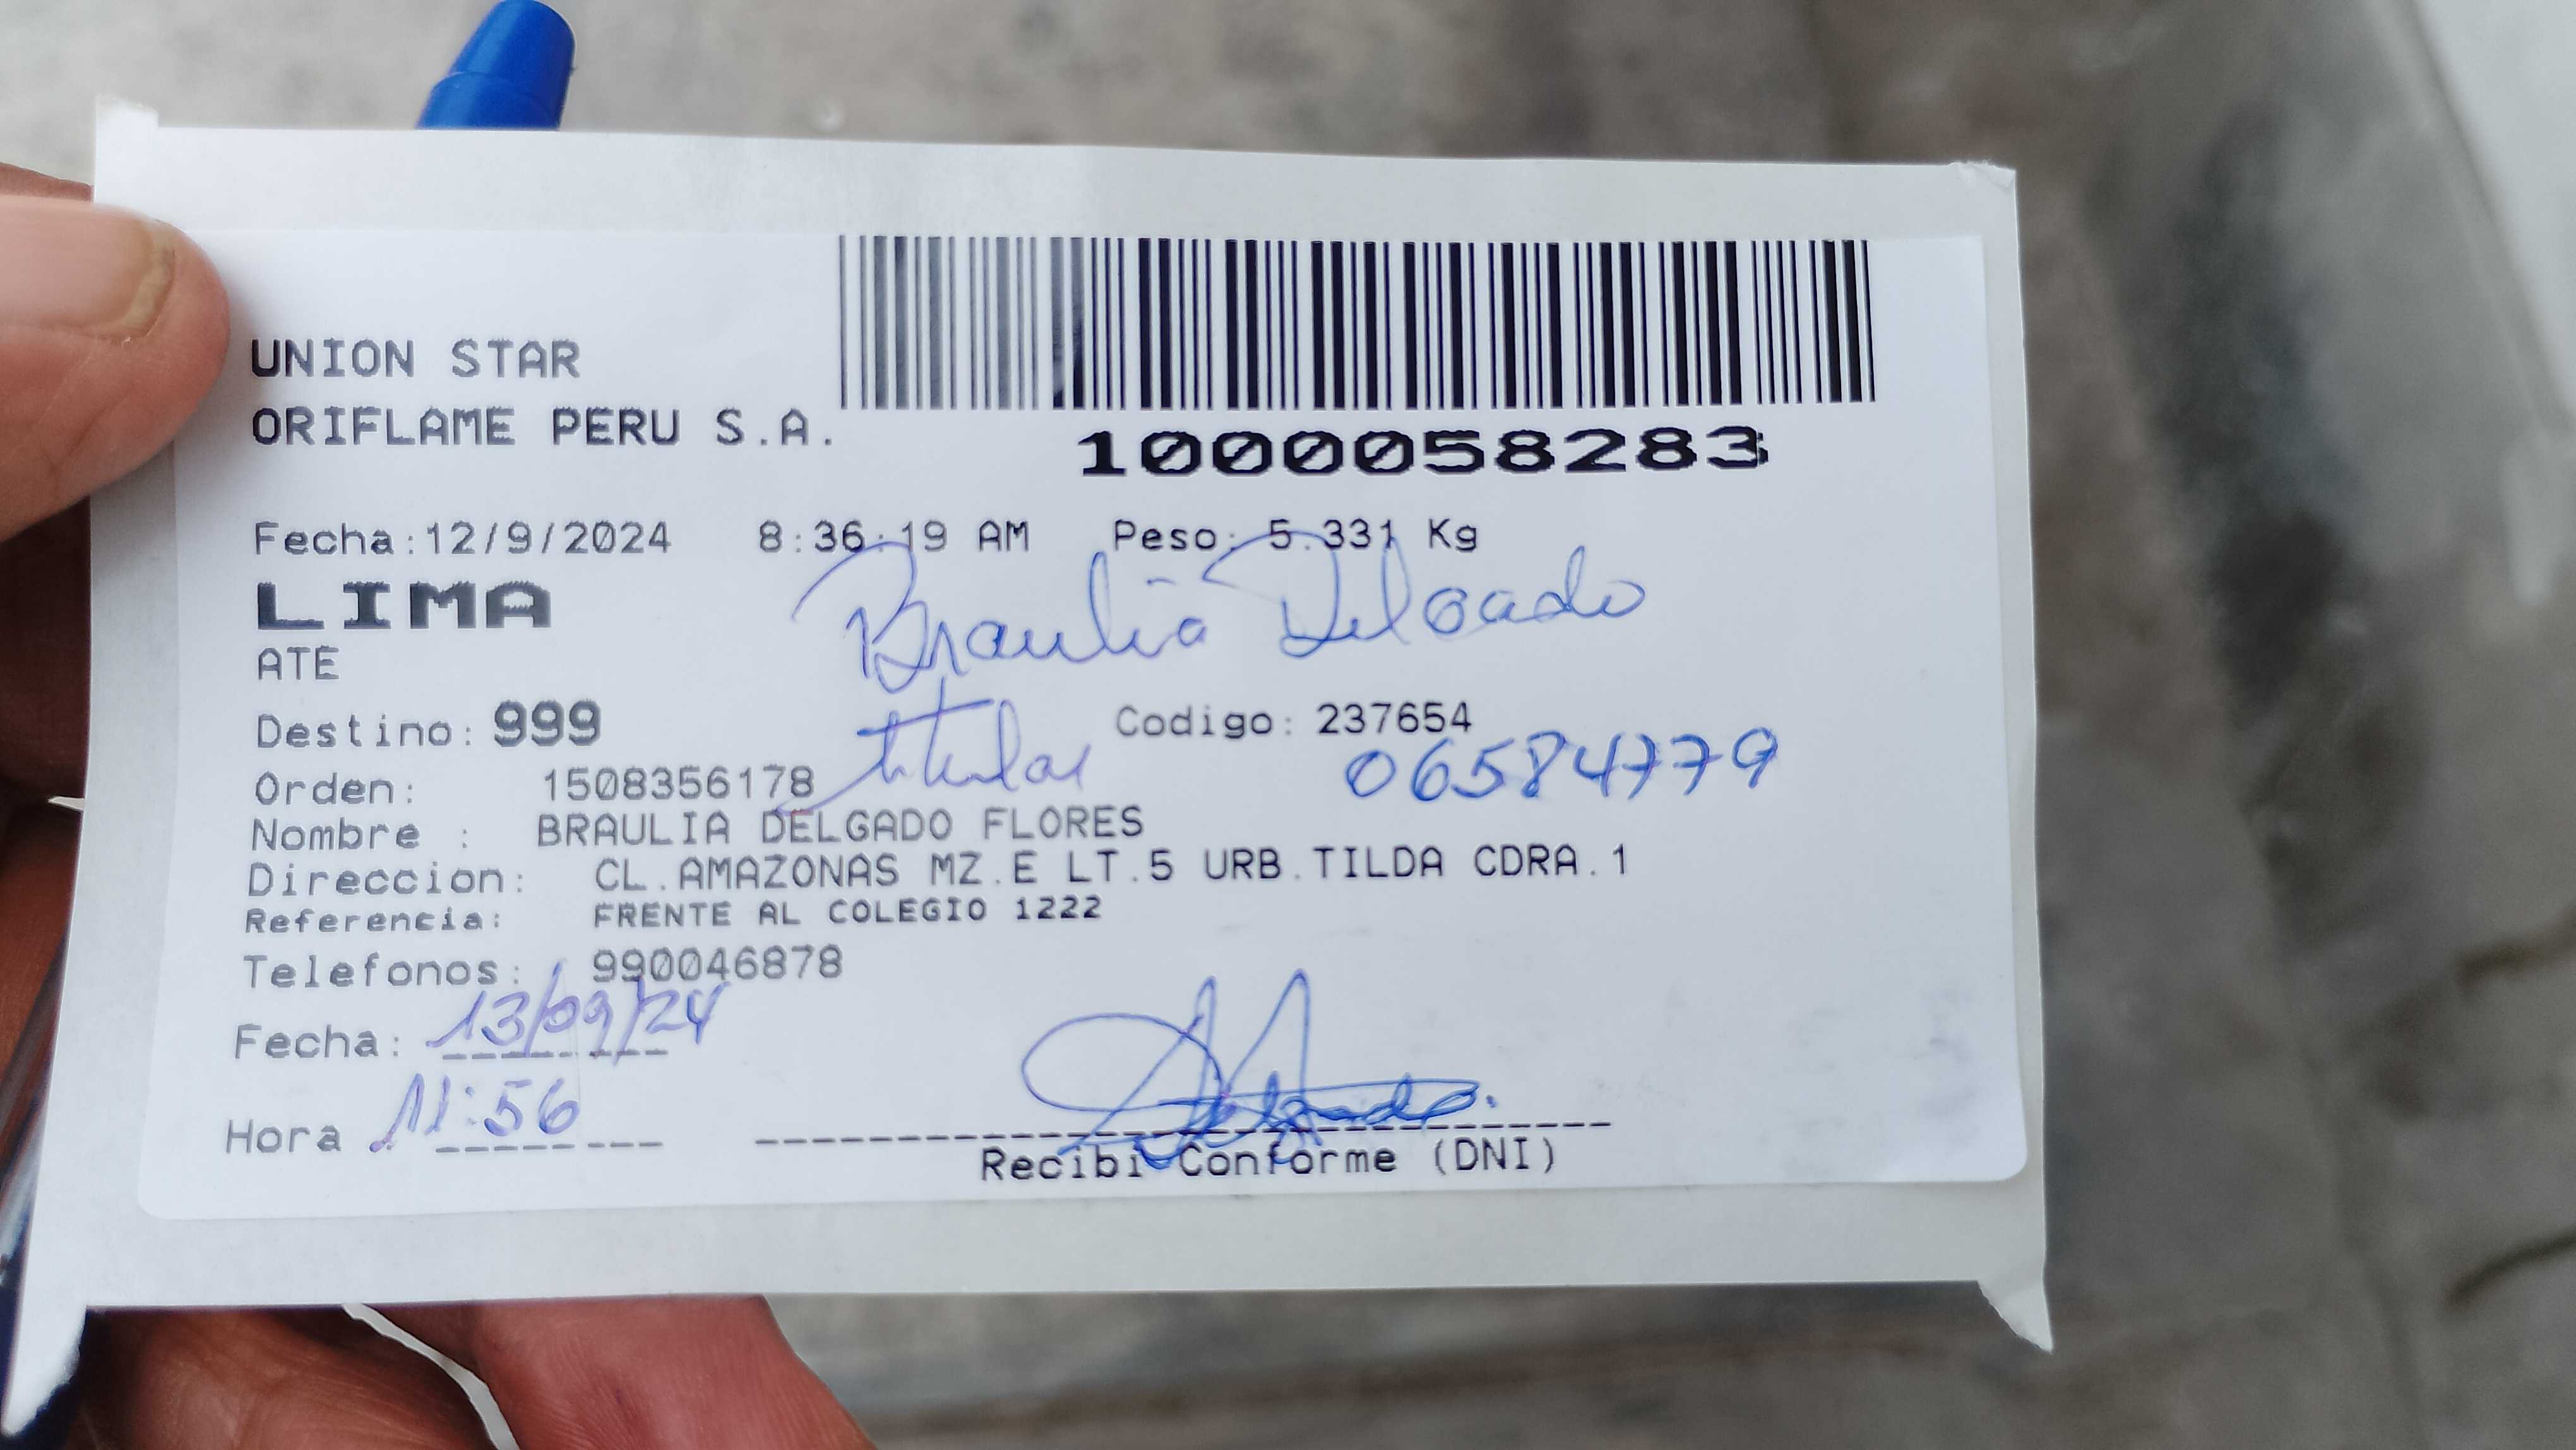 UNION STAR
ORIFLAME PERU S.A.
1000058283
Fecha:12/9/2024 8:36:19 AM Peso: 5.331 Kg
LIMA
Braulia Delgado
ATE
Destino: 999 titular Codigo: 237654
06584779
Orden: 1508356178
Nombre : BRAULIA DELGADO FLORES
Direccion: CL.AMAZONAS MZ.E LT.5 URB.TILDA CDRA.1
Referencia: FRENTE AL COLEGIO 1222
Telefonos: 990046878
Fecha: 13/09/24
Hora 11:56
Recibi Conforme (DNI)